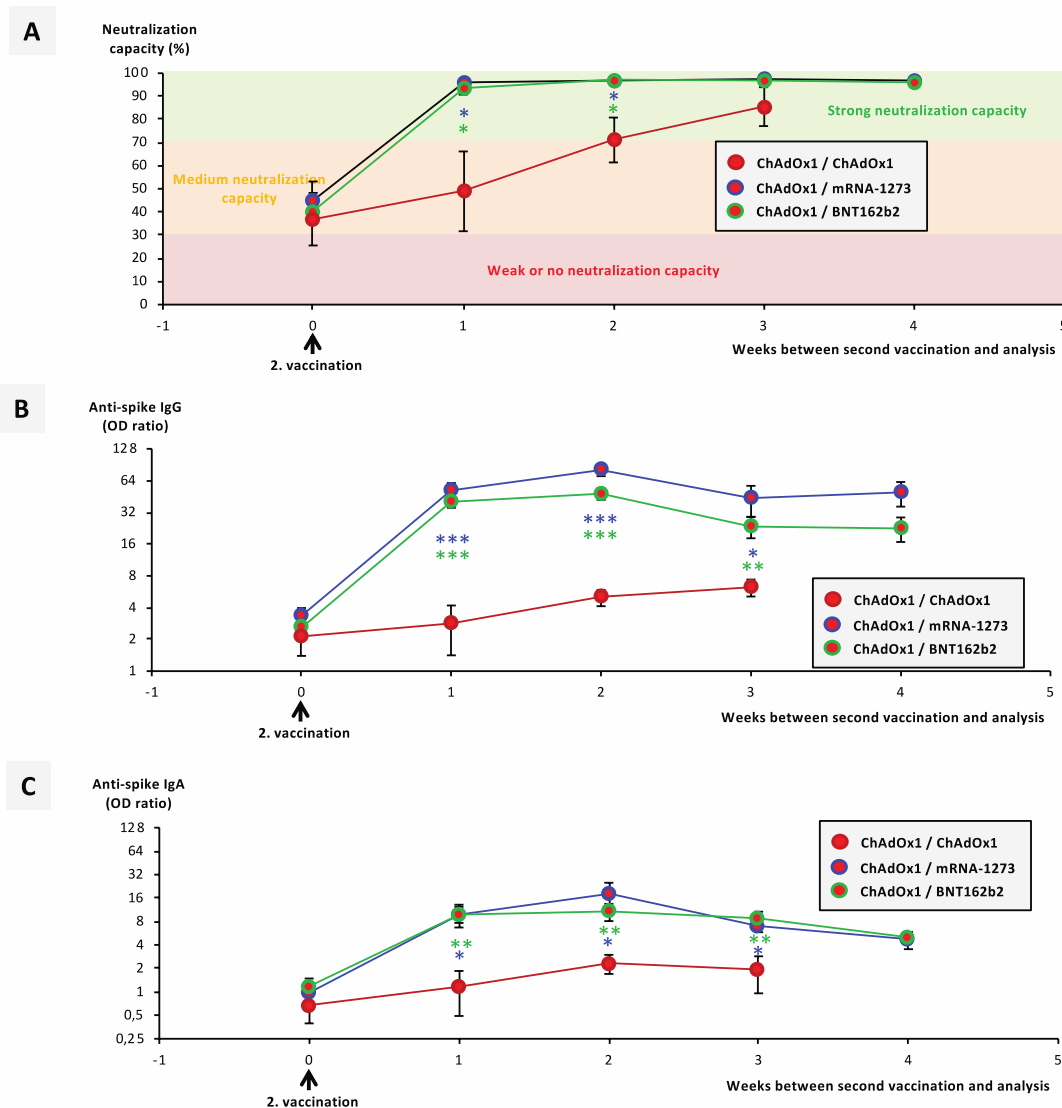 A
Neutralization
capacity (%)
100
90
80
70
60
50
40
30
20
10
0
-1
0
1
2
3
4
5
*
*
*
*
Strong neutralization capacity
Medium neutralization
capacity
Weak or no neutralization capacity
ChAdOx1 / ChAdOx1
ChAdOx1 / mRNA-1273
ChAdOx1 / BNT162b2
Weeks between second vaccination and analysis
2. vaccination
B
Anti-spike IgG
(OD ratio)
128
64
32
16
8
4
2
1
-1
0
1
2
3
4
5
***
***
***
***
*
**
ChAdOx1 / ChAdOx1
ChAdOx1 / mRNA-1273
ChAdOx1 / BNT162b2
Weeks between second vaccination and analysis
2. vaccination
C
Anti-spike IgA
(OD ratio)
128
64
32
16
8
4
2
1
0,5
0,25
-1
0
1
2
3
4
5
**
*
**
*
**
*
ChAdOx1 / ChAdOx1
ChAdOx1 / mRNA-1273
ChAdOx1 / BNT162b2
Weeks between second vaccination and analysis
2. vaccination